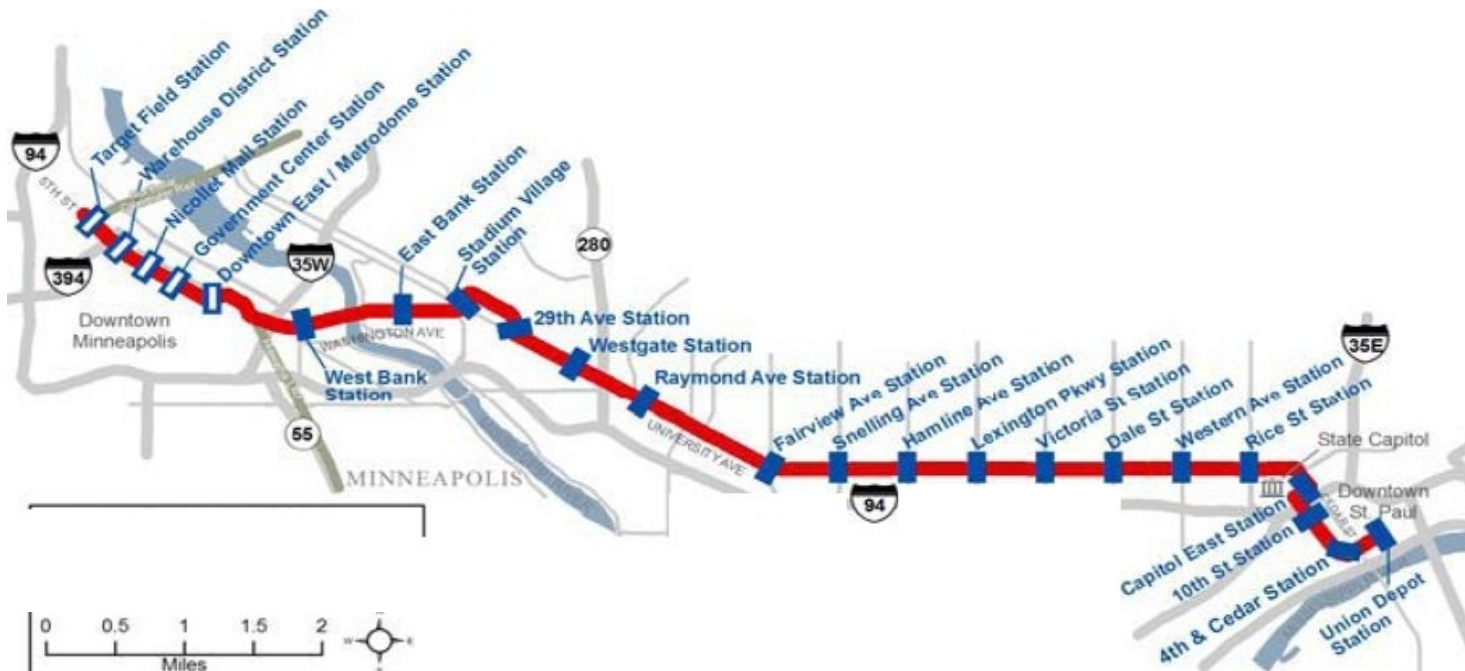 Target Field Station
Warehouse District Station
Nicollet Mall Station
Government Center Station
Downtown East / Metrodome Station
East Bank Station
Stadium Village
Station
94
5TH ST
394
35W
280
Downtown
Minneapolis
WASHINGTON AVE
West Bank
Station
29th Ave Station
Westgate Station
Raymond Ave Station
55
MINNEAPOLIS
UNIVERSITY AVE
Fairview Ave Station
Snelling Ave Station
Hamline Ave Station
Lexington Pkwy Station
Victoria St Station
Dale St Station
Western Ave Station
Rice St Station
35E
94
State Capitol
Downtown
St. Paul
CEDAR ST
Capitol East Station
10th St Station
4th & Cedar Station
Union Depot
Station
0 0.5 1 1.5 2
Miles
W E